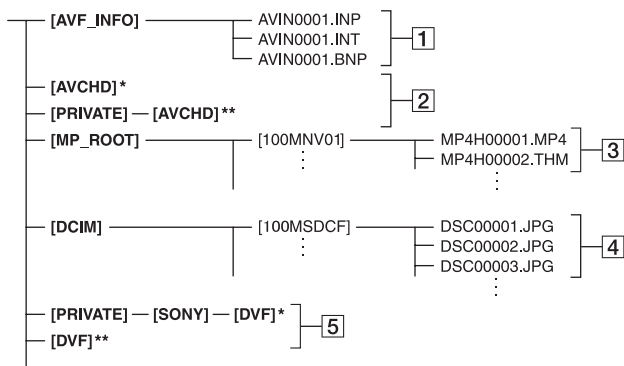 [AVF_INFO] AVIN0001.INP
AVIN0001.INT 1
AVIN0001.BNP
[AVCHD]*
2
[PRIVATE] [AVCHD]**
[MP_ROOT] [100MNV01] MP4H00001.MP4
MP4H00002.THM 3
[DCIM] [100MSDCF] DSC00001.JPG
DSC00002.JPG 4
DSC00003.JPG
[PRIVATE] [SONY] [DVF]*
5
[DVF]**